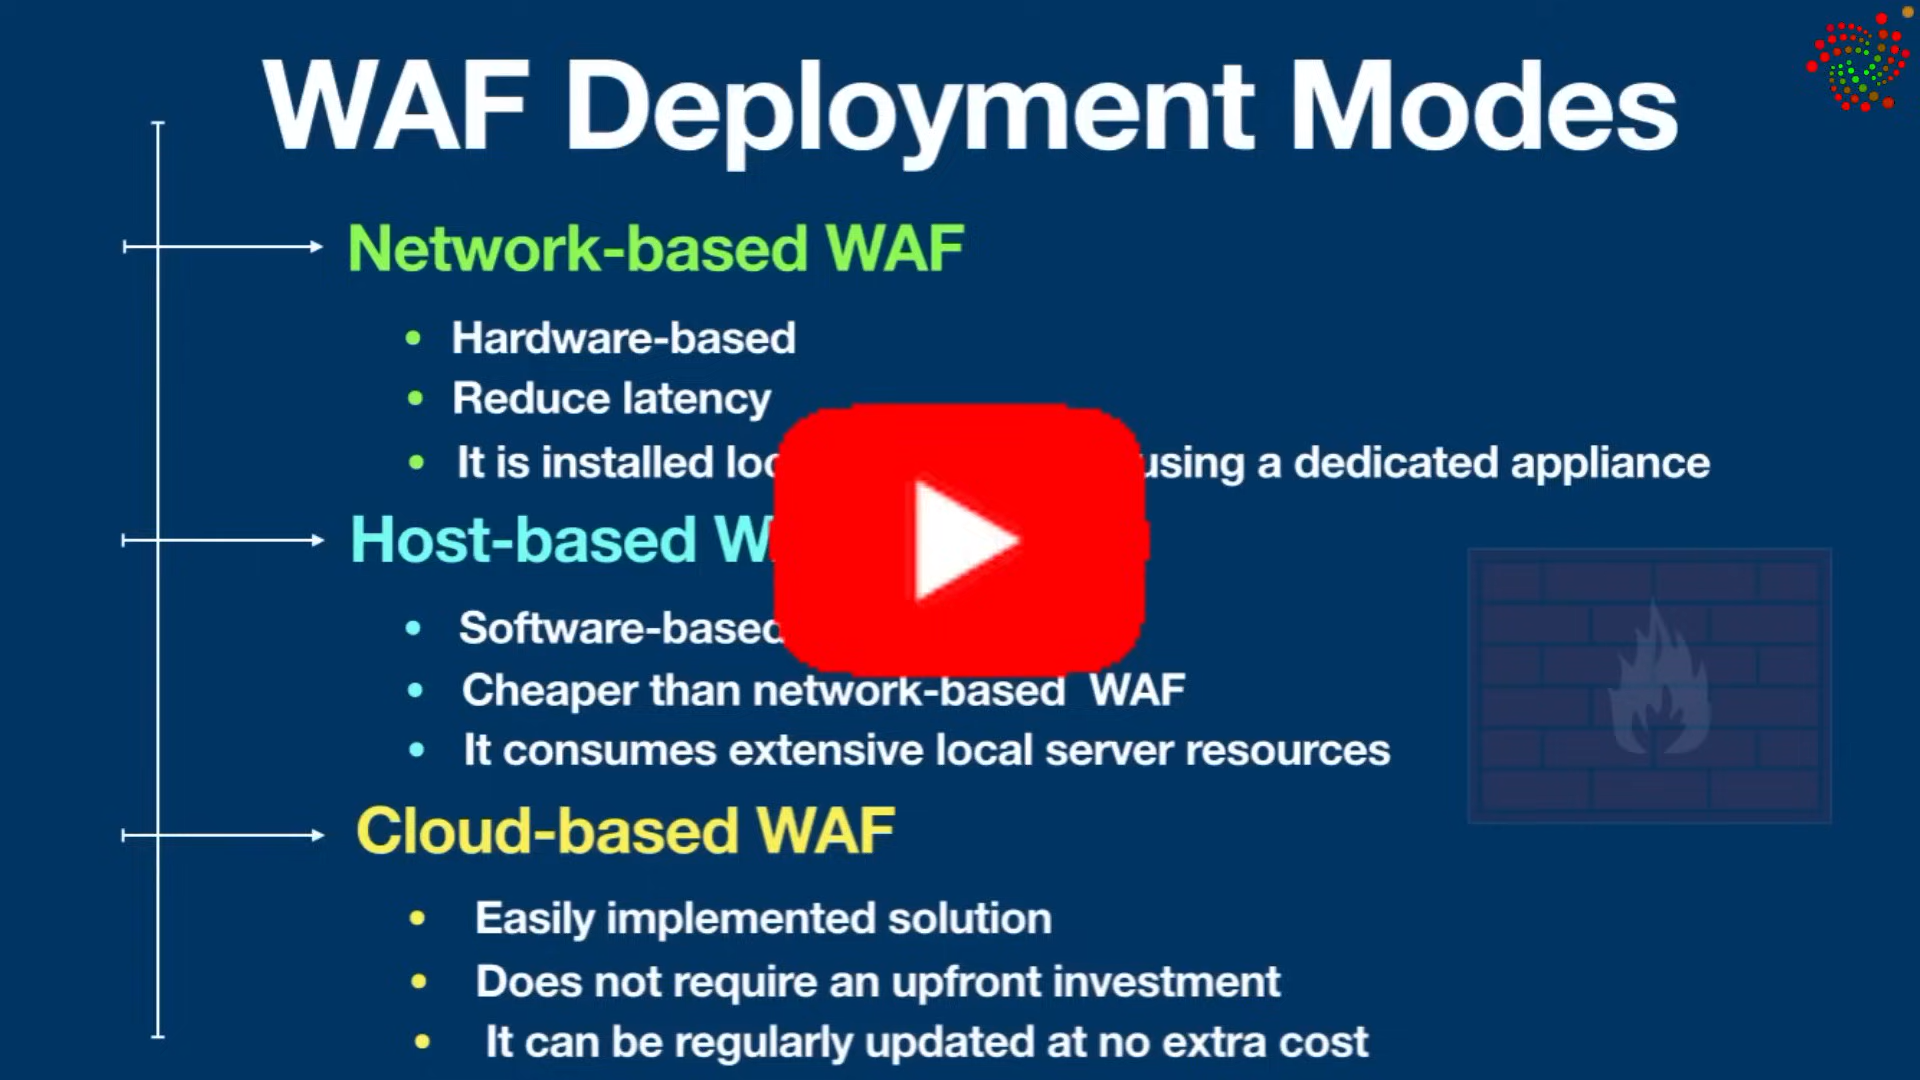 WAF Deployment Modes
Network-based WAF
• Hardware-based
• Reduce latency
• It is installed using a dedicated appliance
Host-based
• Software-based
• Cheaper than network-based WAF
• It consumes extensive local server resources
Cloud-based WAF
• Easily implemented solution
• Does not require an upfront investment
• It can be regularly updated at no extra cost